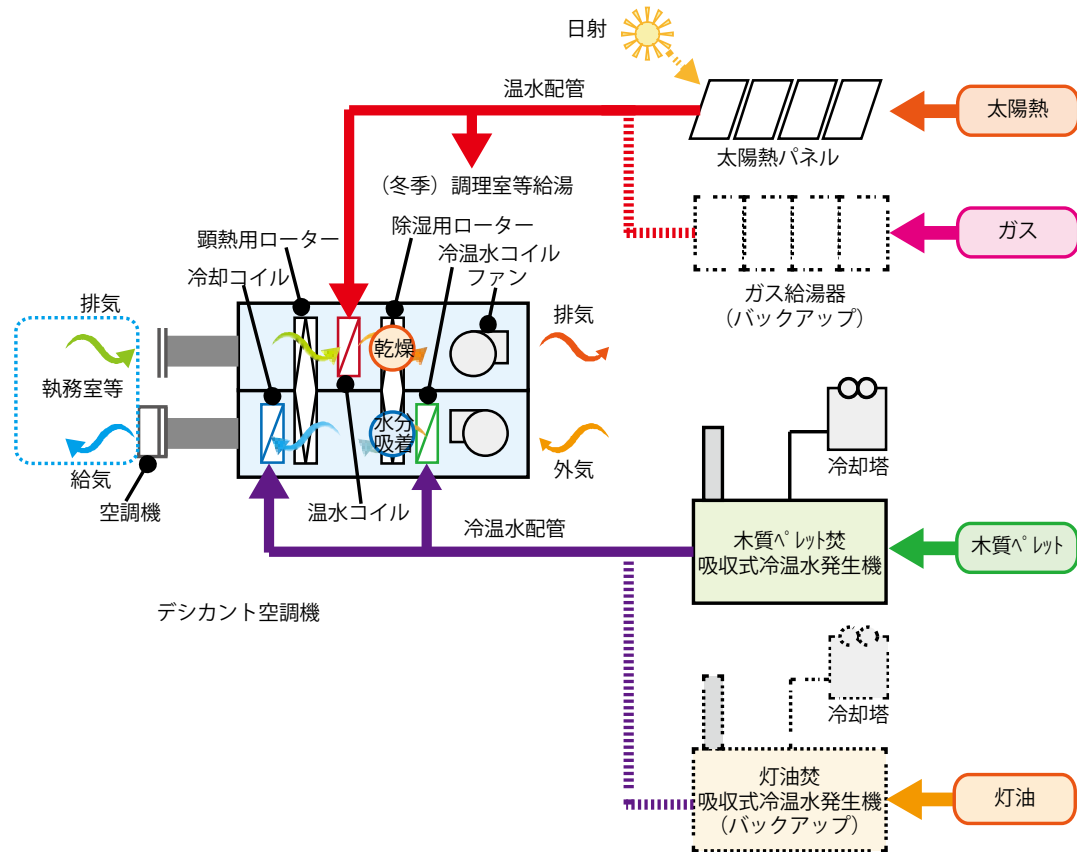 日射
温水配管
太陽熱
太陽熱パネル
(冬季)調理室等給湯
ガス
顕熱用ローター
除湿用ローター
冷却コイル
冷温水コイル
ファン
ガス給湯器
(バックアップ)
排気
排気
乾燥
執務室等
水分
吸着
給気
外気
冷却塔
空調機
温水コイル
冷温水配管
木質ペレット焚
吸収式冷温水発生機
木質ペレット
デシカント空調機
冷却塔
灯油焚
吸収式冷温水発生機
(バックアップ)
灯油